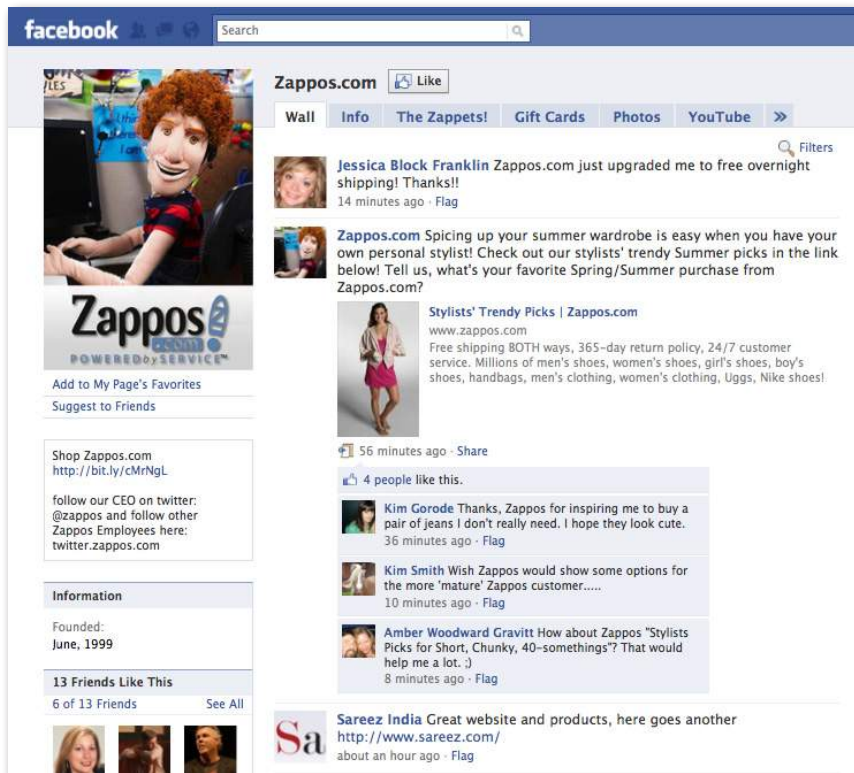 facebook
Search
Zappos.com
Like
Wall
Info
The Zappets!
Gift Cards
Photos
YouTube
»
Filters
Jessica Block Franklin Zappos.com just upgraded me to free overnight
shipping! Thanks!!
14 minutes ago · Flag
Zappos.com Spicing up your summer wardrobe is easy when you have your
own personal stylist! Check out our stylists' trendy Summer picks in the link
below! Tell us, what's your favorite Spring/Summer purchase from
Zappos.com?
Stylists' Trendy Picks | Zappos.com
www.zappos.com
Free shipping BOTH ways, 365-day return policy, 24/7 customer
service. Millions of men's shoes, women's shoes, girl's shoes, boy's
shoes, handbags, men's clothing, women's clothing, Uggs, Nike shoes!
56 minutes ago · Share
4 people like this.
Kim Gorode Thanks, Zappos for inspiring me to buy a
pair of jeans I don't really need. I hope they look cute.
36 minutes ago · Flag
Kim Smith Wish Zappos would show some options for
the more 'mature' Zappos customer.....
10 minutes ago · Flag
Amber Woodward Gravitt How about Zappos "Stylists
Picks for Short, Chunky, 40-somethings"? That would
help me a lot. ;)
8 minutes ago · Flag
Sa
Sareez India Great website and products, here goes another
http://www.sareez.com/
about an hour ago · Flag
Zappos
.com
POWERED by SERVICE™
Add to My Page's Favorites
Suggest to Friends
Shop Zappos.com
http://bit.ly/cMrNgL
follow our CEO on twitter:
@zappos and follow other
Zappos Employees here:
twitter.zappos.com
Information
Founded:
June, 1999
13 Friends Like This
6 of 13 Friends
See All